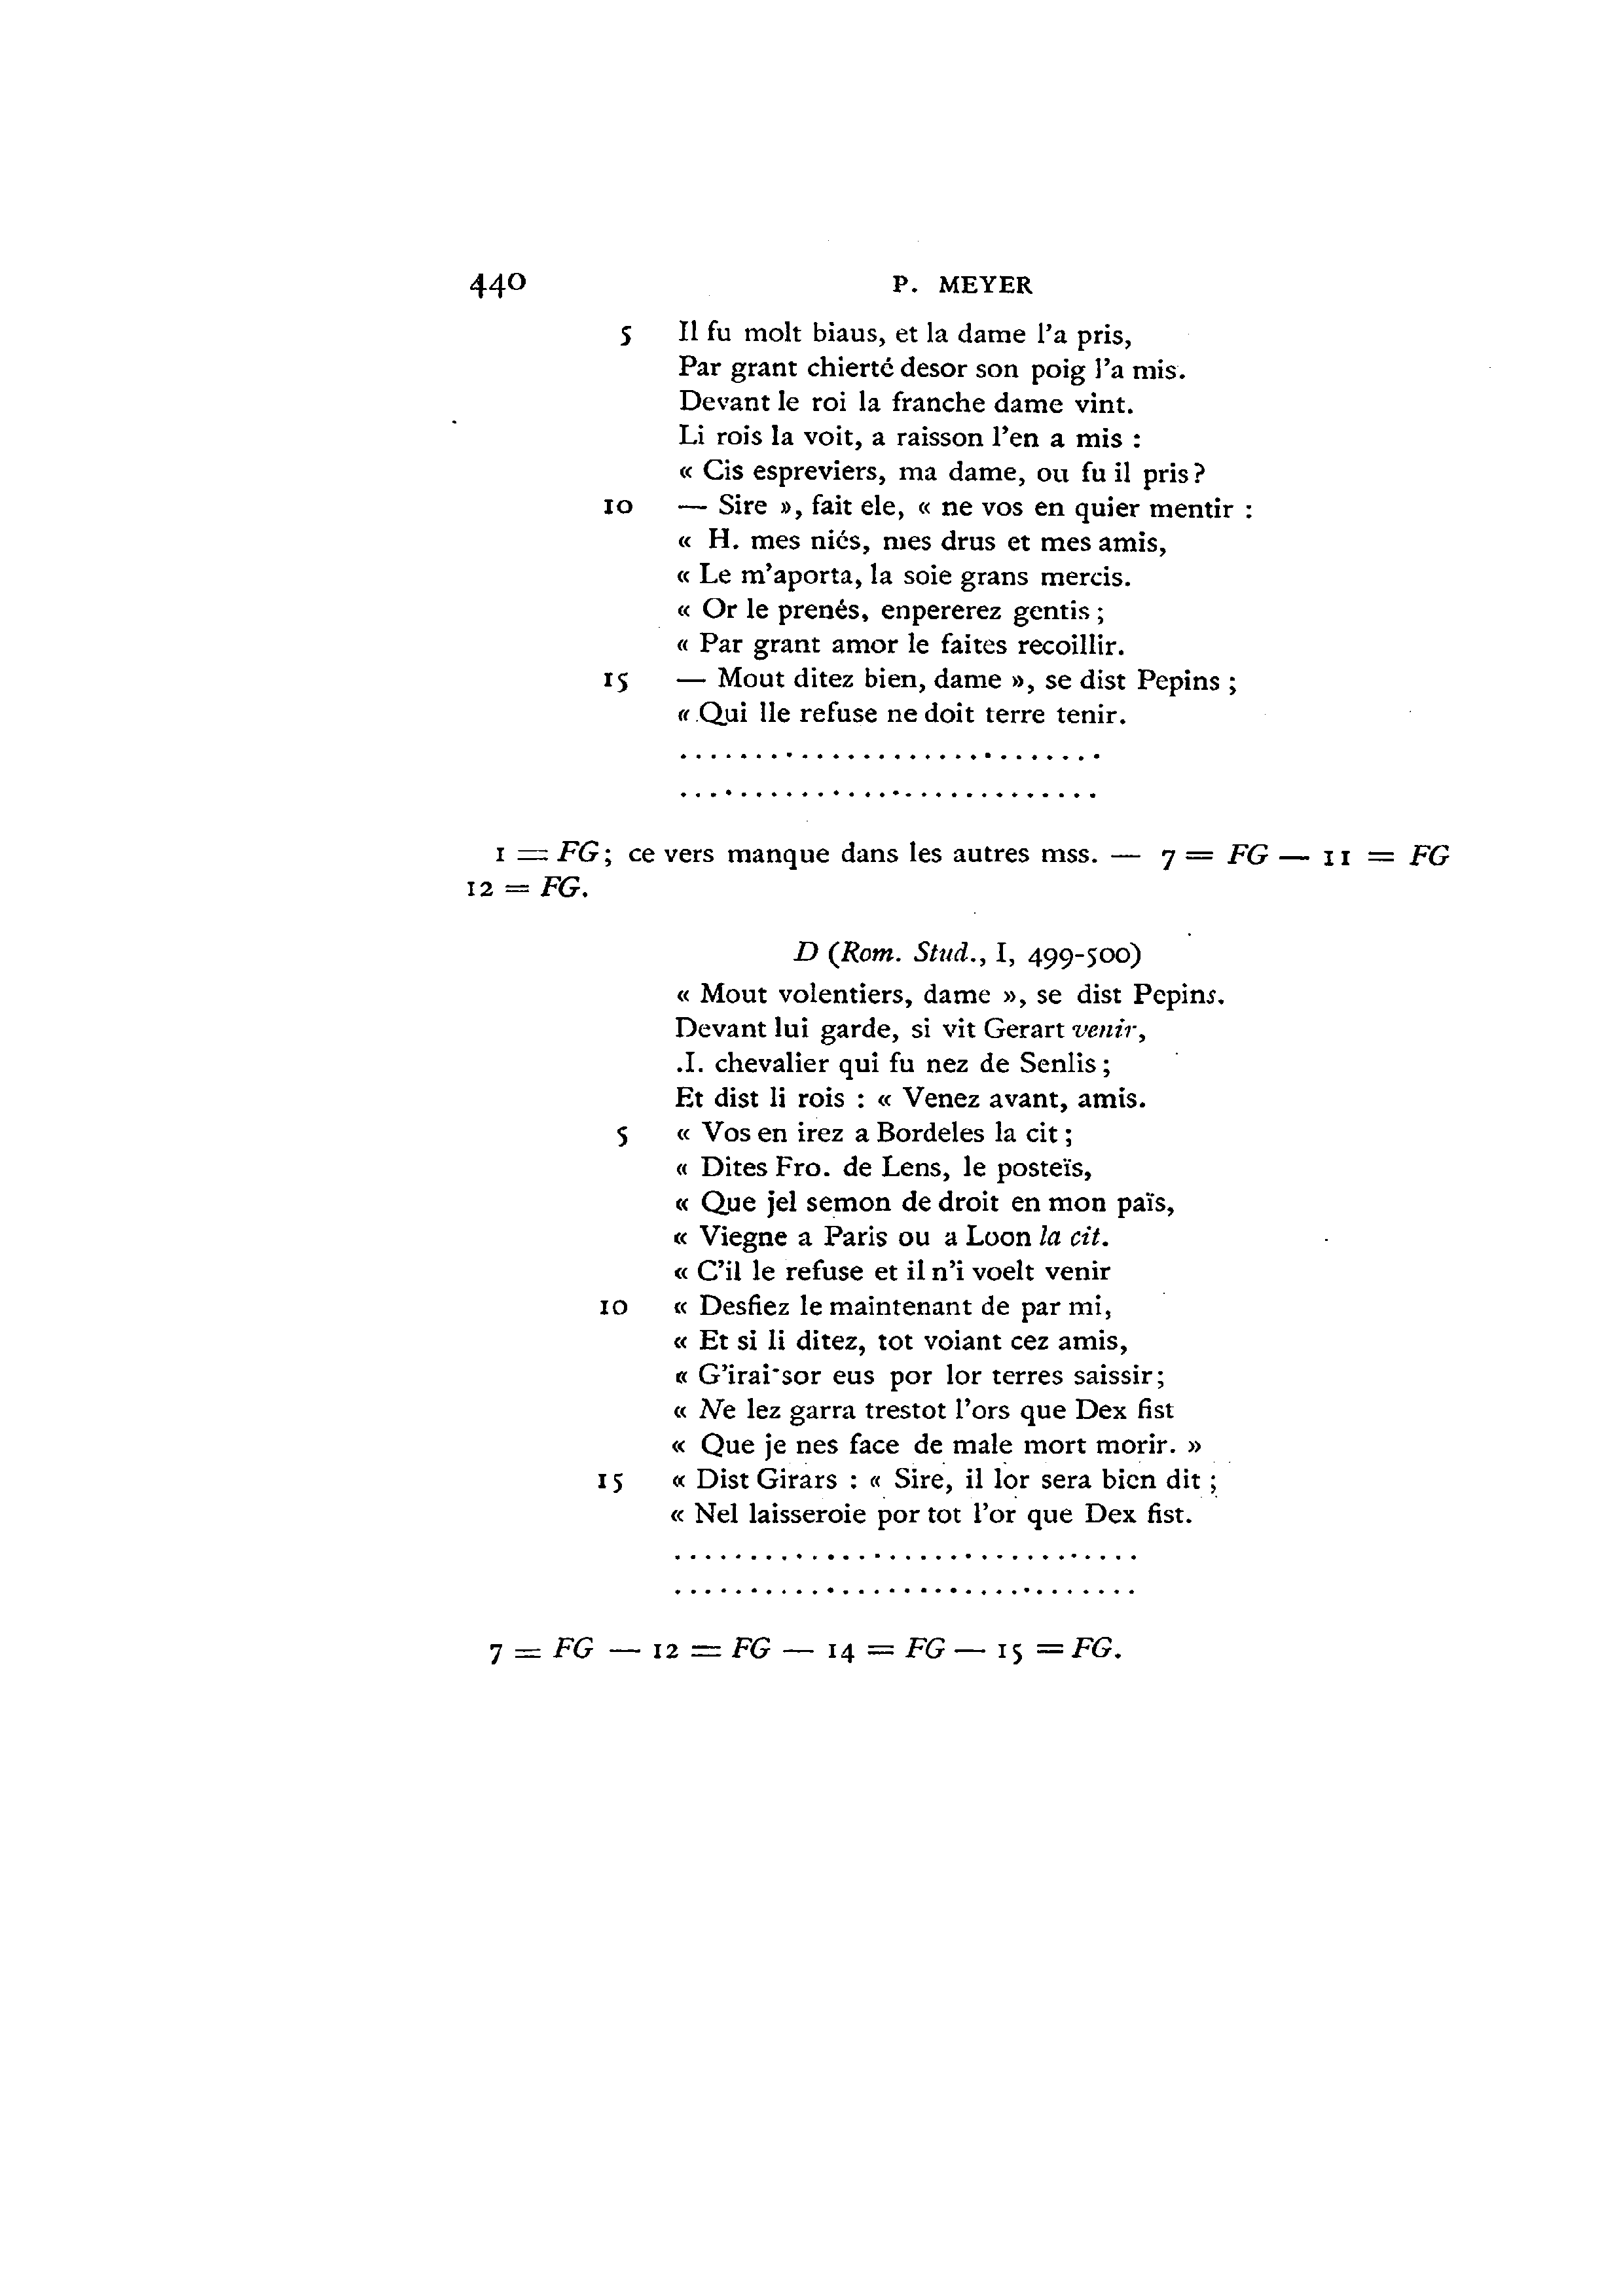 440 P. MEYER
5 Il fu molt biaus, et la dame l'a pris,
Par grant chierté desor son poig l'a mis.
Devant le roi la franche dame vint.
Li rois la voit, a raisson l'en a mis :
« Cis espreviers, ma dame, ou fu il pris ?
10 — Sire », fait ele, « ne vos en quier mentir :
« H. mes niés, mes drus et mes amis,
« Le m'aporta, la soie grans mercis.
« Or le prenés, enpererez gentis ;
« Par grant amor le faites recoillir.
15 — Mout ditez bien, dame », se dist Pepins ;
« Qui lle refuse ne doit terre tenir.
. . . . . . . . . . . . . . . . . . . . . . . . . . . . .
. . . . . . . . . . . . . . . . . . . . . . . . . . . . .
1 = FG; ce vers manque dans les autres mss. — 7 = FG — 11 = FG
12 = FG.
D (Rom. Stud., I, 499-500)
« Mout volentiers, dame », se dist Pepins.
Devant lui garde, si vit Gerart venir,
.I. chevalier qui fu nez de Senlis ;
Et dist li rois : « Venez avant, amis.
5 « Vos en irez a Bordeles la cit ;
« Dites Fro. de Lens, le posteïs,
« Que jel semon de droit en mon païs,
« Viegne a Paris ou a Loon la cit.
« C'il le refuse et il n'i voelt venir
10 « Desfiez le maintenant de par mi,
« Et si li ditez, tot voiant cez amis,
« G'irai sor eus por lor terres saissir;
« Ne lez garra trestot l'ors que Dex fist
« Que je nes face de male mort morir. »
15 « Dist Girars : « Sire, il lor sera bien dit ;
« Nel laisseroie por tot l'or que Dex fist.
. . . . . . . . . . . . . . . . . . . . . . . . . . . . . . .
. . . . . . . . . . . . . . . . . . . . . . . . . . . . . . .
7 = FG — 12 = FG — 14 = FG — 15 = FG.